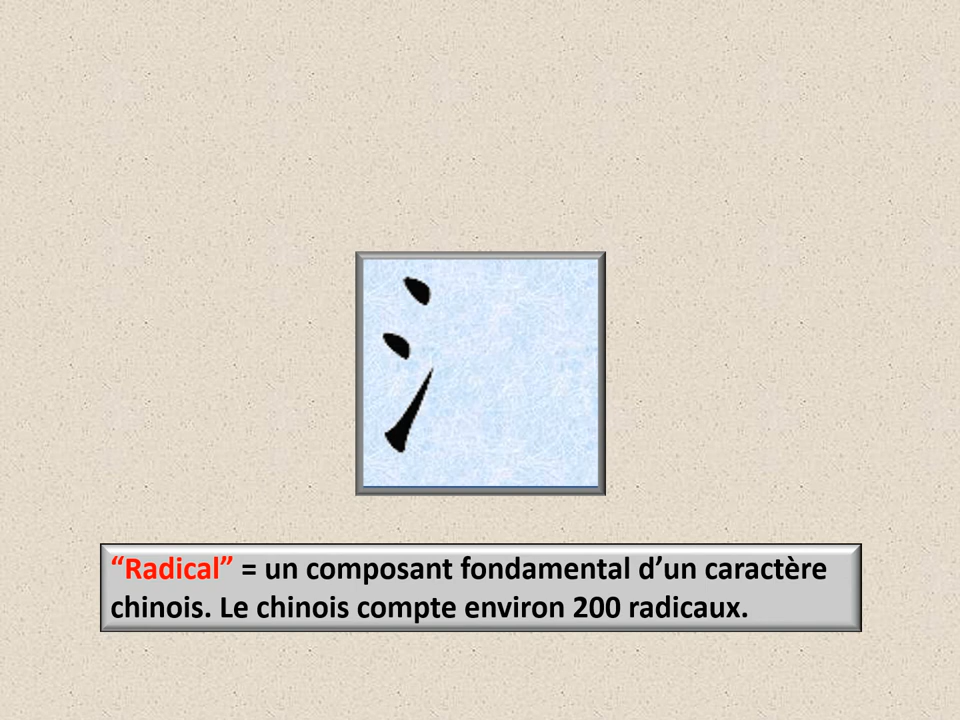 氵
“Radical” = un composant fondamental d’un caractère
chinois. Le chinois compte environ 200 radicaux.